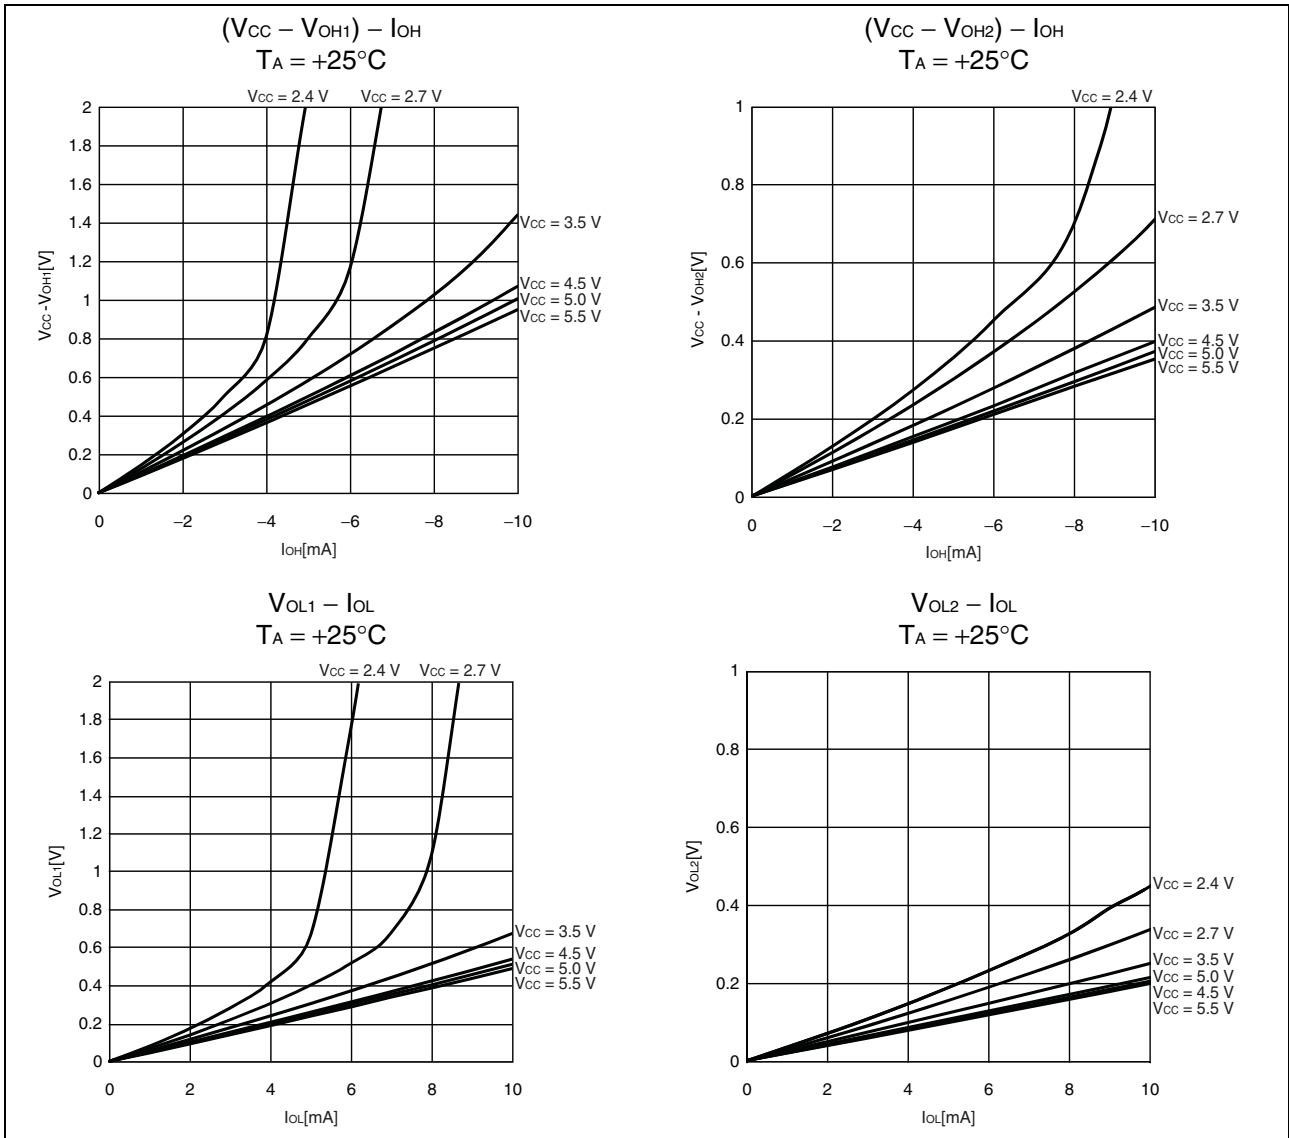 (VCC – VOH1) – IOH
TA = +25°C
VCC = 2.4 V
VCC = 2.7 V
2
1.8
1.6
1.4
1.2
1
0.8
0.6
0.4
0.2
0
VCC - VOH1[V]
VCC = 3.5 V
VCC = 4.5 V
VCC = 5.0 V
VCC = 5.5 V
0
–2
–4
–6
–8
–10
IOH[mA]
(VCC – VOH2) – IOH
TA = +25°C
VCC = 2.4 V
1
0.8
0.6
0.4
0.2
0
VCC - VOH2[V]
VCC = 2.7 V
VCC = 3.5 V
VCC = 4.5 V
VCC = 5.0 V
VCC = 5.5 V
0
–2
–4
–6
–8
–10
IOH[mA]
VOL1 – IOL
TA = +25°C
VCC = 2.4 V
VCC = 2.7 V
2
1.8
1.6
1.4
1.2
1
0.8
0.6
0.4
0.2
0
VOL1[V]
VCC = 3.5 V
VCC = 4.5 V
VCC = 5.0 V
VCC = 5.5 V
0
2
4
6
8
10
IOL[mA]
VOL2 – IOL
TA = +25°C
1
0.8
0.6
0.4
0.2
0
VOL2[V]
VCC = 2.4 V
VCC = 2.7 V
VCC = 3.5 V
VCC = 5.0 V
VCC = 4.5 V
VCC = 5.5 V
0
2
4
6
8
10
IOL[mA]